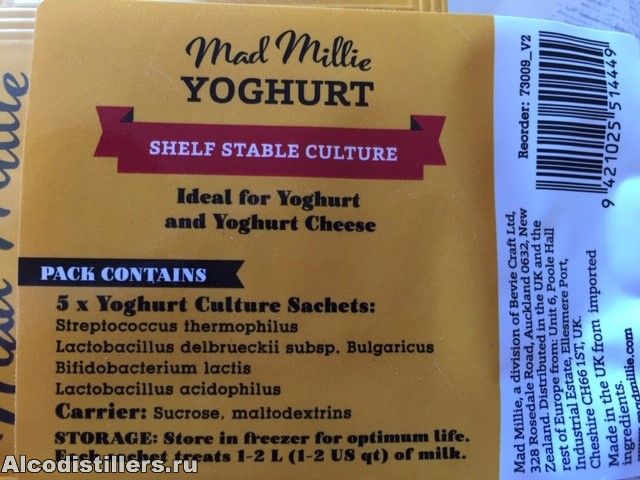 Mad Millie
YOGHURT
SHELF STABLE CULTURE
Ideal for Yoghurt
and Yoghurt Cheese
PACK CONTAINS
5 x Yoghurt Culture Sachets:
Streptococcus thermophilus
Lactobacillus delbrueckii subsp. Bulgaricus
Bifidobacterium lactis
Lactobacillus acidophilus
Carrier: Sucrose, maltodextrins
STORAGE: Store in freezer for optimum life.
Each sachet treats 1-2 L (1-2 US qt) of milk.
Reorder: 73009_V2
9 421025 514449
Mad Millie, a division of Bevie Craft Ltd,
328 Rosedale Road, Auckland 0632, New
Zealand. Distributed in the UK and the
rest of Europe from: Unit 6, Poole Hall
Industrial Estate, Ellesmere Port,
Cheshire CH66 1ST, UK.
Made in the UK from imported
ingredients.
Mad Millie
Alcodistillers.ru